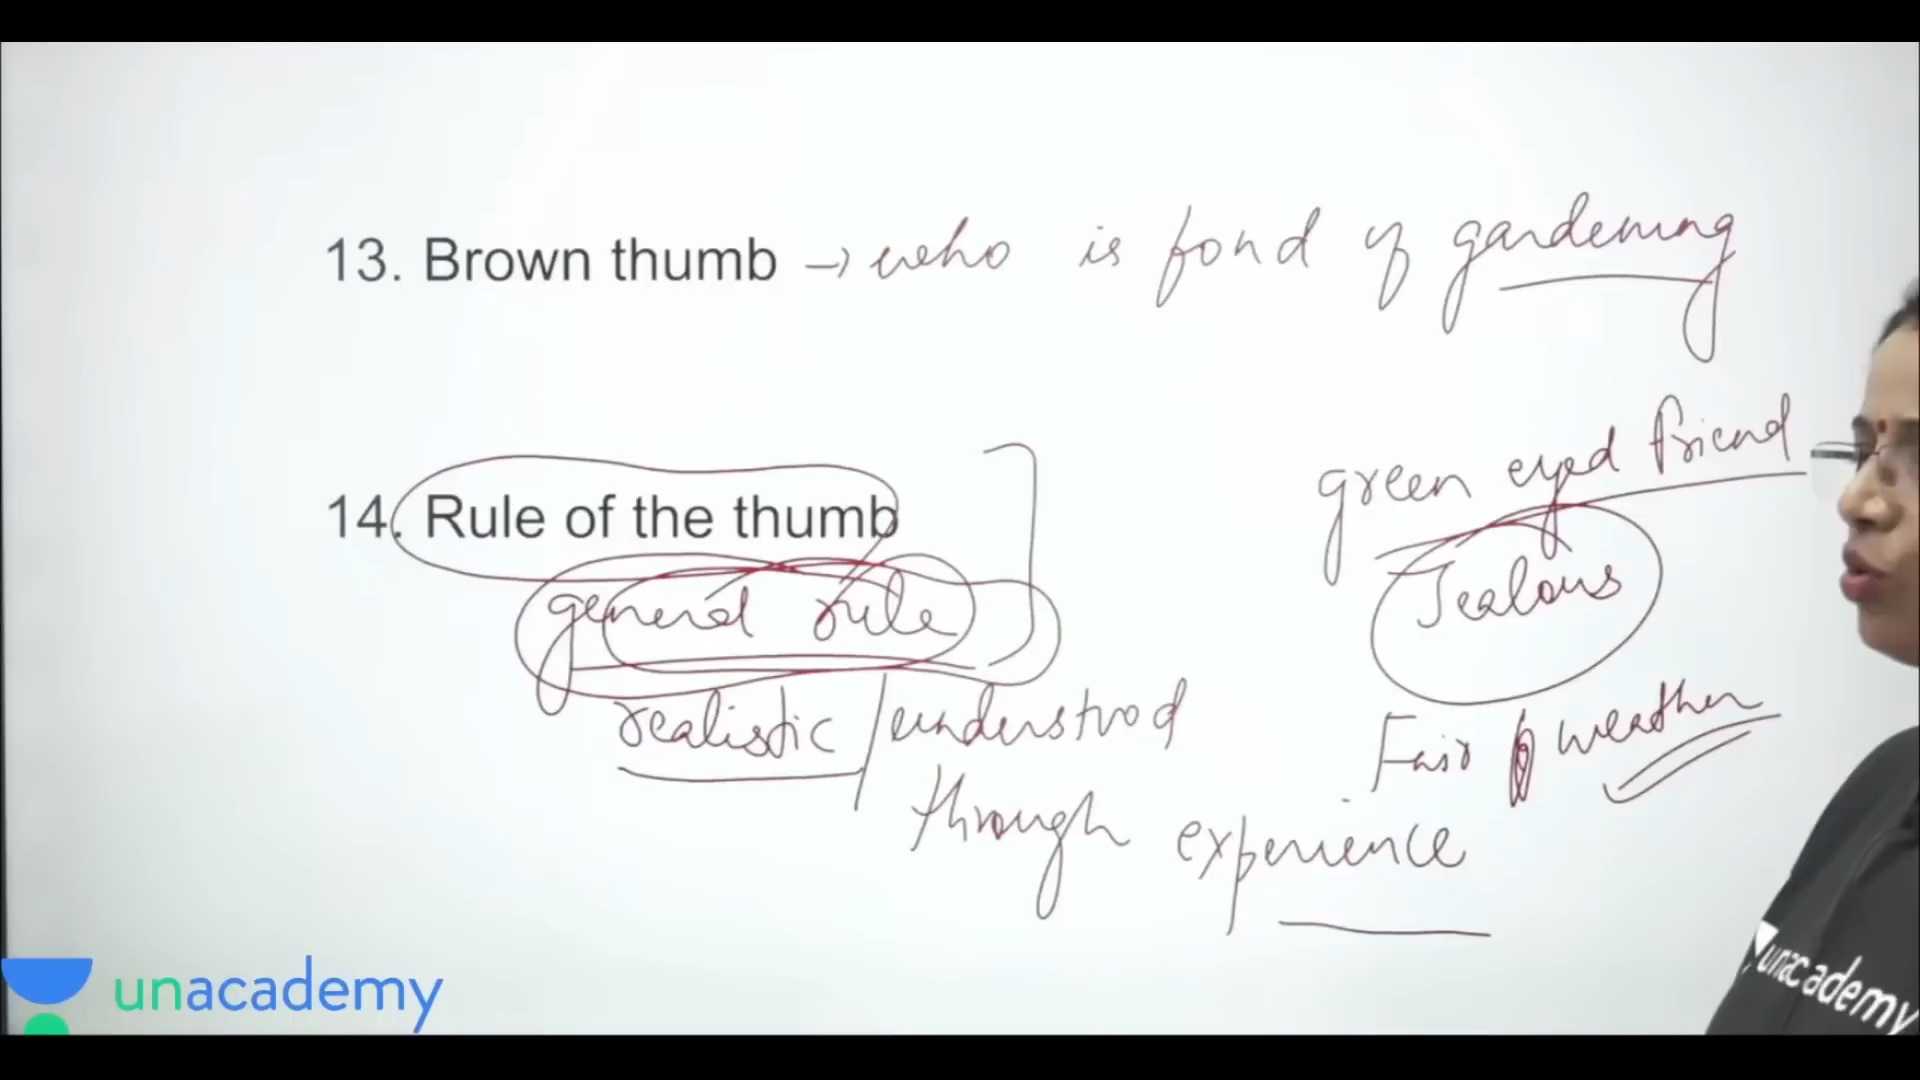 13. Brown thumb → who is fond of gardening
green eyed friend
14. Rule of the thumb
Jealous
general rule
realistic / understood
Fair weather
through experience
unacademy
unacademy